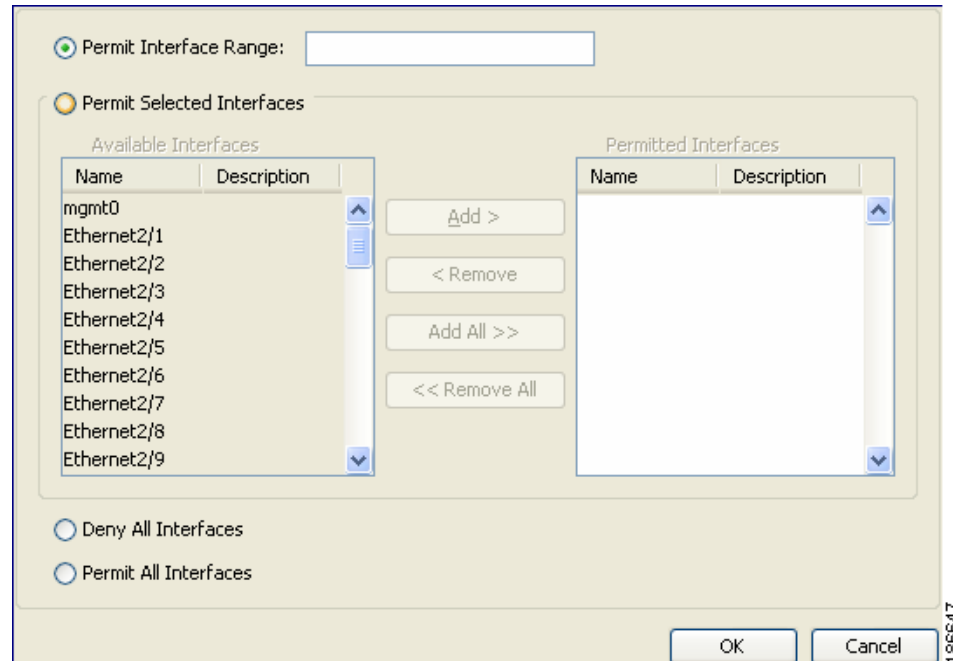 Permit Interface Range:
Permit Selected Interfaces
Available Interfaces
Permitted Interfaces
Name Description
Name Description
mgmt0
Ethernet2/1
Ethernet2/2
Ethernet2/3
Ethernet2/4
Ethernet2/5
Ethernet2/6
Ethernet2/7
Ethernet2/8
Ethernet2/9
Add >
< Remove
Add All >>
<< Remove All
Deny All Interfaces
Permit All Interfaces
OK
Cancel